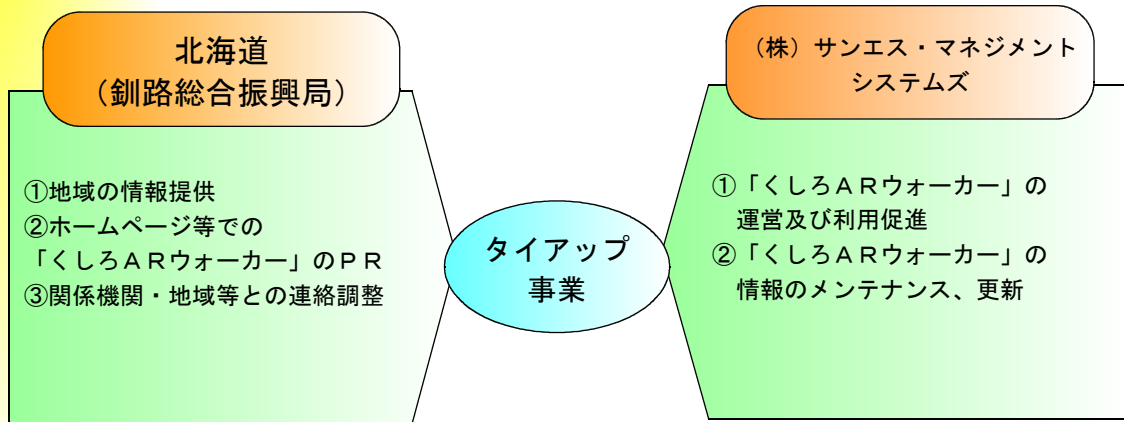 北海道
（釧路総合振興局）
①地域の情報提供
②ホームページ等での
「くしろＡＲウォーカー」のＰＲ
③関係機関・地域等との連絡調整
タイアップ
事業
（株）サンエス・マネジメント
システムズ
①「くしろＡＲウォーカー」の
運営及び利用促進
②「くしろＡＲウォーカー」の
情報のメンテナンス、更新